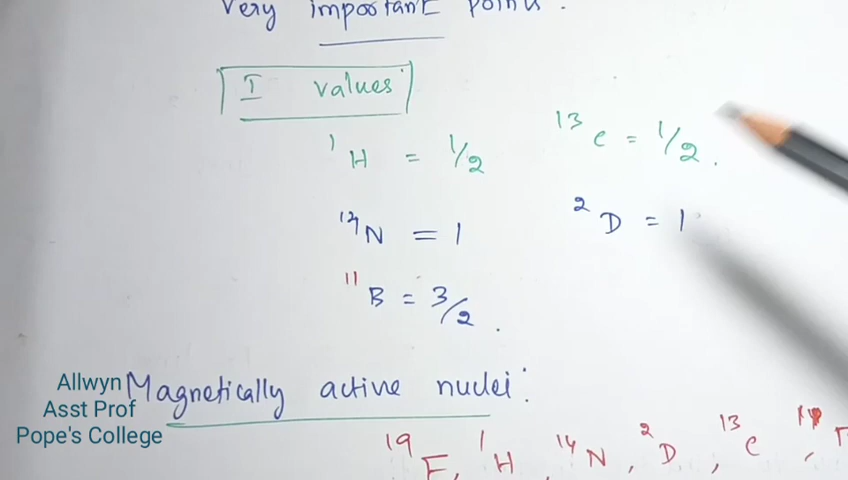 Very important points.
I values
¹H = 1/2 ¹³C = 1/2.
¹⁴N = 1 ²D = 1
¹¹B = 3/2.
Magnetically active nuclei:
¹⁹F, ¹H, ¹⁴N, ²D, ¹³C,
Allwyn
Asst Prof
Pope's College